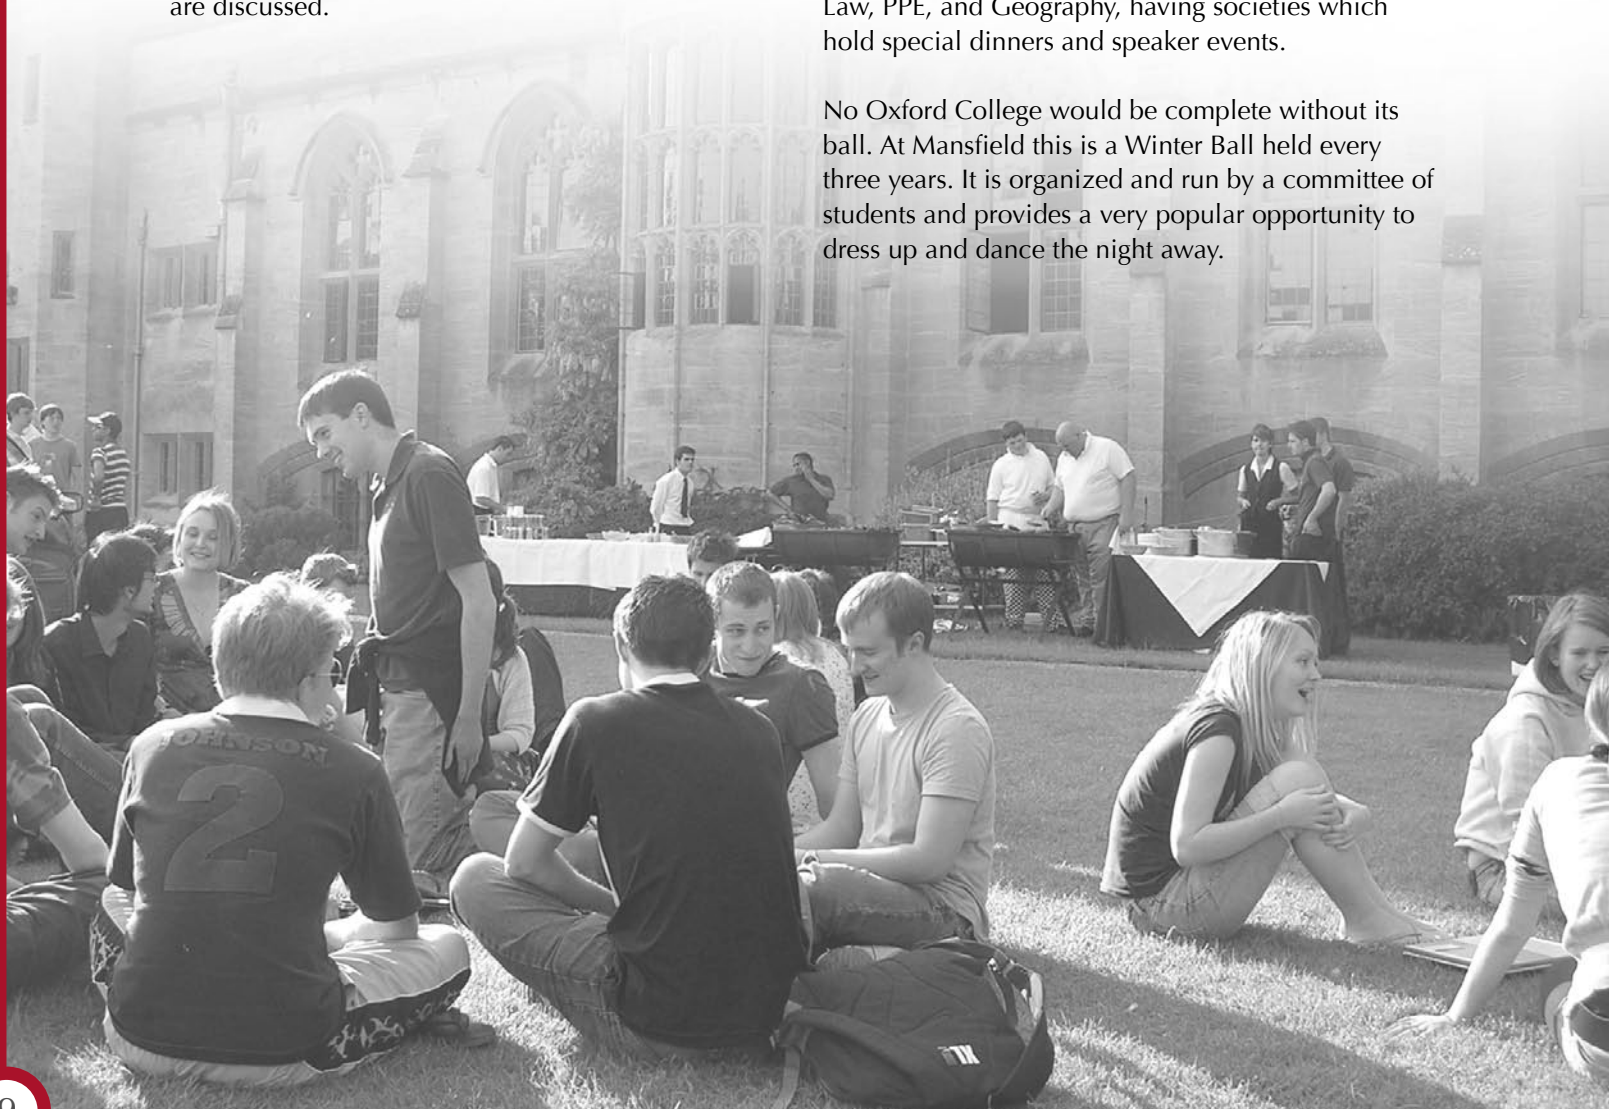 are discussed.
Law, PPE, and Geography, having societies which
hold special dinners and speaker events.
No Oxford College would be complete without its
ball. At Mansfield this is a Winter Ball held every
three years. It is organized and run by a committee of
students and provides a very popular opportunity to
dress up and dance the night away.
JOHNSON
2
9